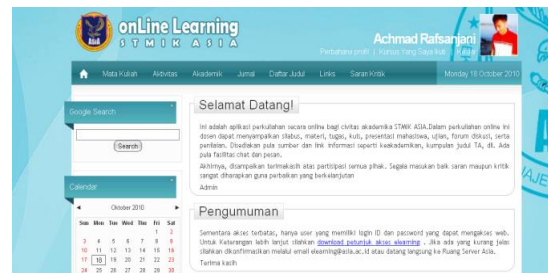 onLine Learning
STMIK ASIA
Achmad Rafsanjani
Perbaharui profil | Kursus Yang Saya Ikuti | Keluar
Mata Kuliah Aktivitas Akademik Jurnal Daftar Judul Links Saran Kritik Monday 18 October 2010
Google Search
Search
Calendar
Oktober 2010
Sun Mon Tue Wed Thu Fri Sat
1 2
3 4 5 6 7 8 9
10 11 12 13 14 15 16
17 18 19 20 21 22 23
24 25 26 27 28 29 30
Selamat Datang!
Ini adalah aplikasi perkuliahan secara online bagi civitas akademika STMIK ASIA.Dalam perkuliahan online ini
dosen dapat menyampaikan silabus, materi, tugas, kuis, presentasi mahasiswa, ujian, forum diskusi, serta
penilaian. Disediakan pula sumber dan link informasi seperti keakademikan, kumpulan judul TA, dll. Ada
pula fasilitas chat dan pesan.
Akhirnya, disampaikan terimakasih atas partisipasi semua pihak. Segala masukan baik saran maupun kritik
sangat diharapkan guna perbaikan yang berkelanjutan
Admin
Pengumuman
Sementara akses terbatas, hanya user yang memiliki login ID dan password yang dapat mengakses web.
Untuk Keterangan lebih lanjut silahkan download petunjuk akses elearning . Jika ada yang kurang jelas
silahkan dikonfirmasikan melalui email elearning@asia.ac.id atau datang langsung ke Ruang Server Asia.
Terima kasih